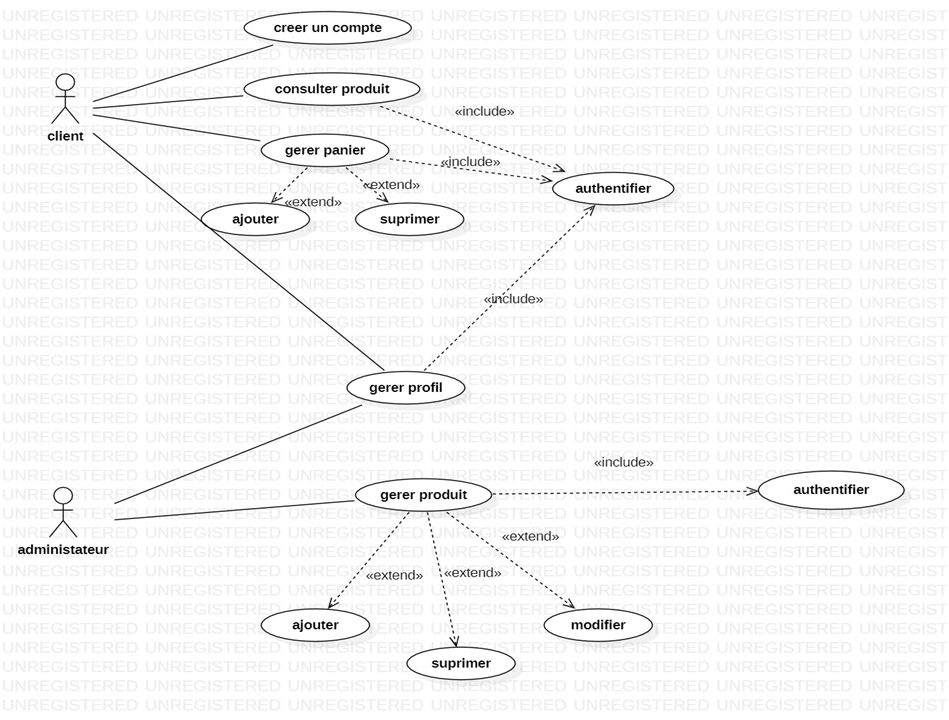 creer un compte
consulter produit
«include»
client
gerer panier
«include»
«extend»
authentifier
«extend»
ajouter
suprimer
«include»
gerer profil
«include»
gerer produit
authentifier
administateur
«extend»
«extend»
«extend»
ajouter
modifier
suprimer
UNREGISTERED